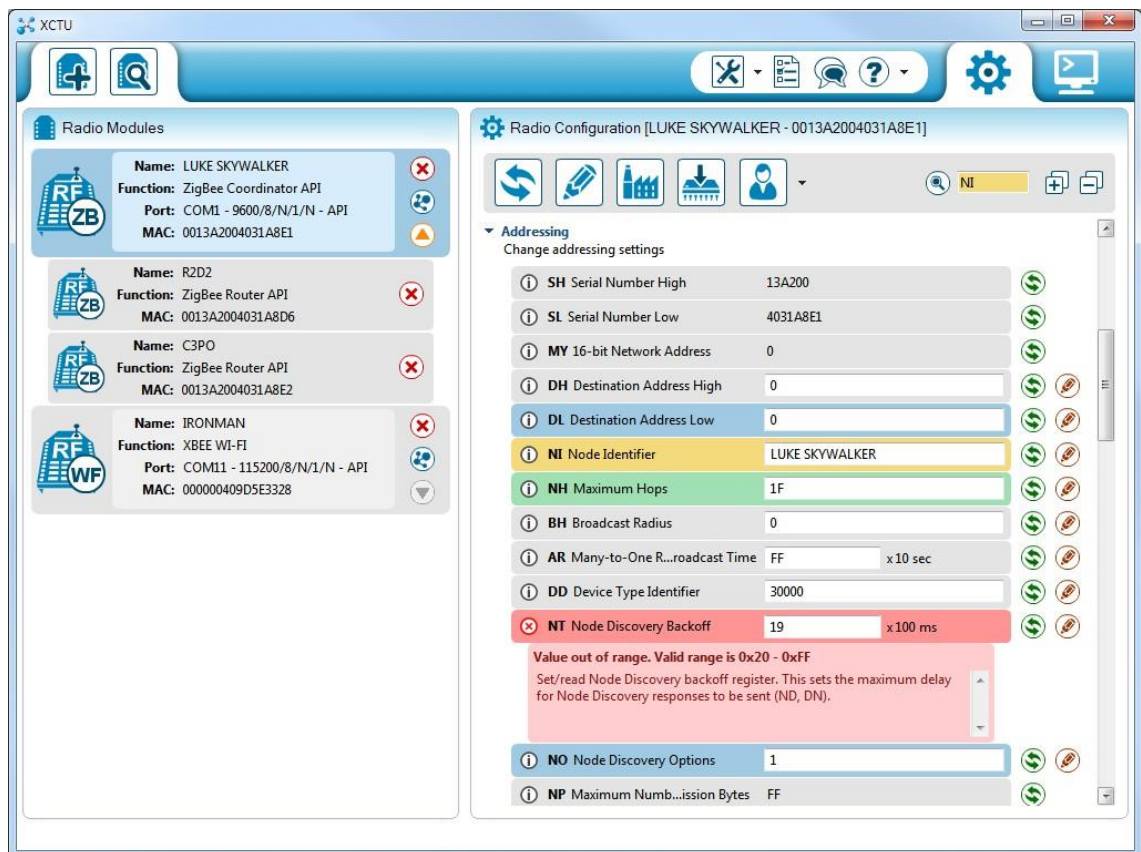 XCTU
Radio Modules
RF
ZB
Name: LUKE SKYWALKER
Function: ZigBee Coordinator API
Port: COM1 - 9600/8/N/1/N - API
MAC: 0013A2004031A8E1
RF
ZB
Name: R2D2
Function: ZigBee Router API
MAC: 0013A2004031A8D6
RF
ZB
Name: C3PO
Function: ZigBee Router API
MAC: 0013A2004031A8E2
RF
WF
Name: IRONMAN
Function: XBEE WI-FI
Port: COM11 - 115200/8/N/1/N - API
MAC: 000000409D5E3328
Radio Configuration [LUKE SKYWALKER - 0013A2004031A8E1]
NI
Addressing
Change addressing settings
SH Serial Number High 13A200
SL Serial Number Low 4031A8E1
MY 16-bit Network Address 0
DH Destination Address High 0
DL Destination Address Low 0
NI Node Identifier LUKE SKYWALKER
NH Maximum Hops 1F
BH Broadcast Radius 0
AR Many-to-One R...roadcast Time FF x 10 sec
DD Device Type Identifier 30000
NT Node Discovery Backoff 19 x 100 ms
Value out of range. Valid range is 0x20 - 0xFF
Set/read Node Discovery backoff register. This sets the maximum delay
for Node Discovery responses to be sent (ND, DN).
NO Node Discovery Options 1
NP Maximum Numb...ission Bytes FF